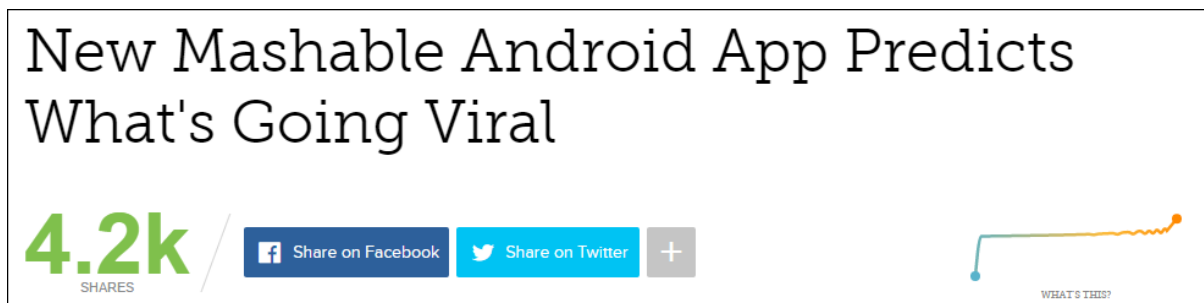 New Mashable Android App Predicts
What's Going Viral
4.2k
SHARES
Share on Facebook
Share on Twitter
+
WHAT'S THIS?